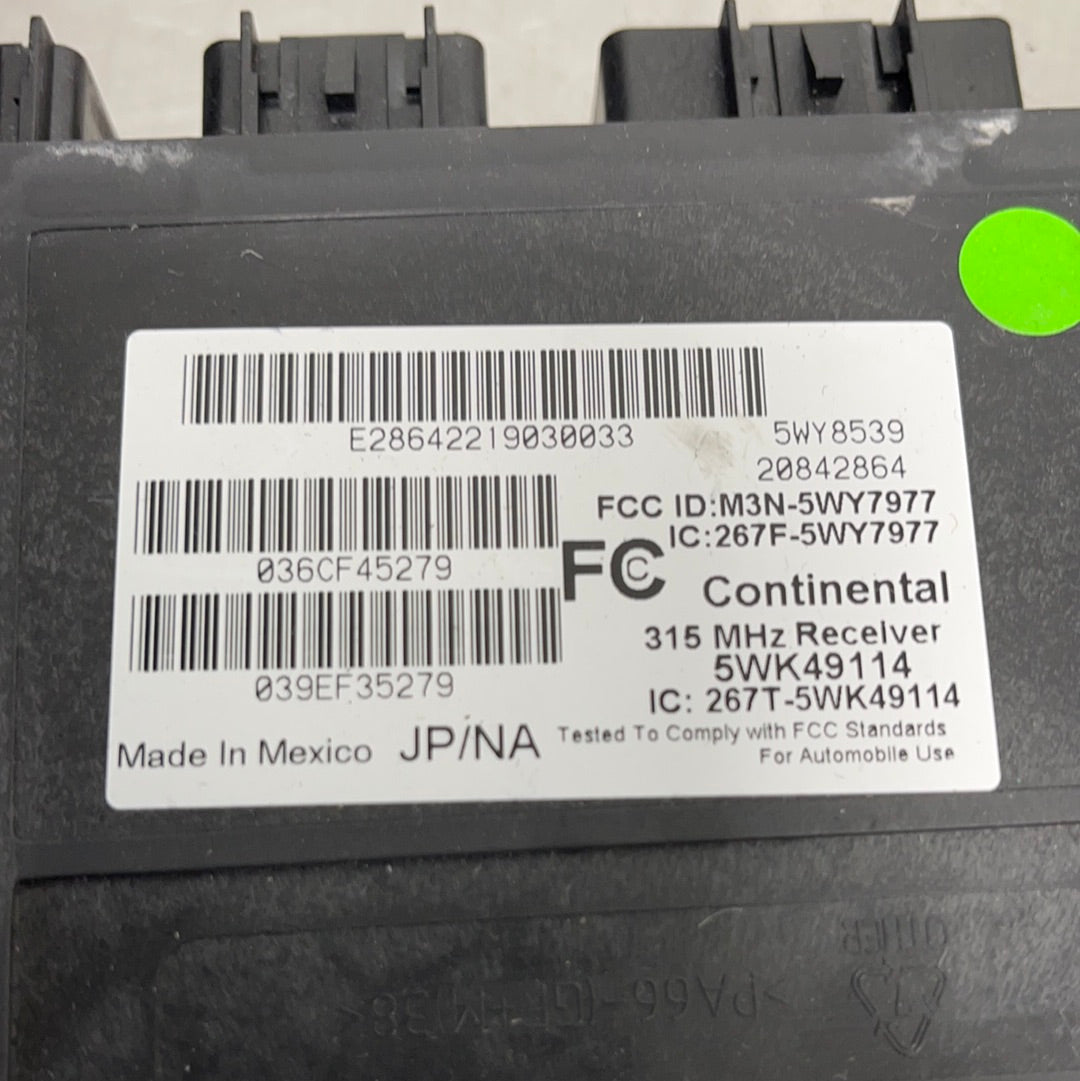 E28642219030033
5WY8539
20842864
FCC ID:M3N-5WY7977
IC:267F-5WY7977
036CF45279
FC
Continental
315 MHz Receiver
5WK49114
039EF35279
IC: 267T-5WK49114
Made In Mexico JP/NA
Tested To Comply with FCC Standards
For Automobile Use
OTHER